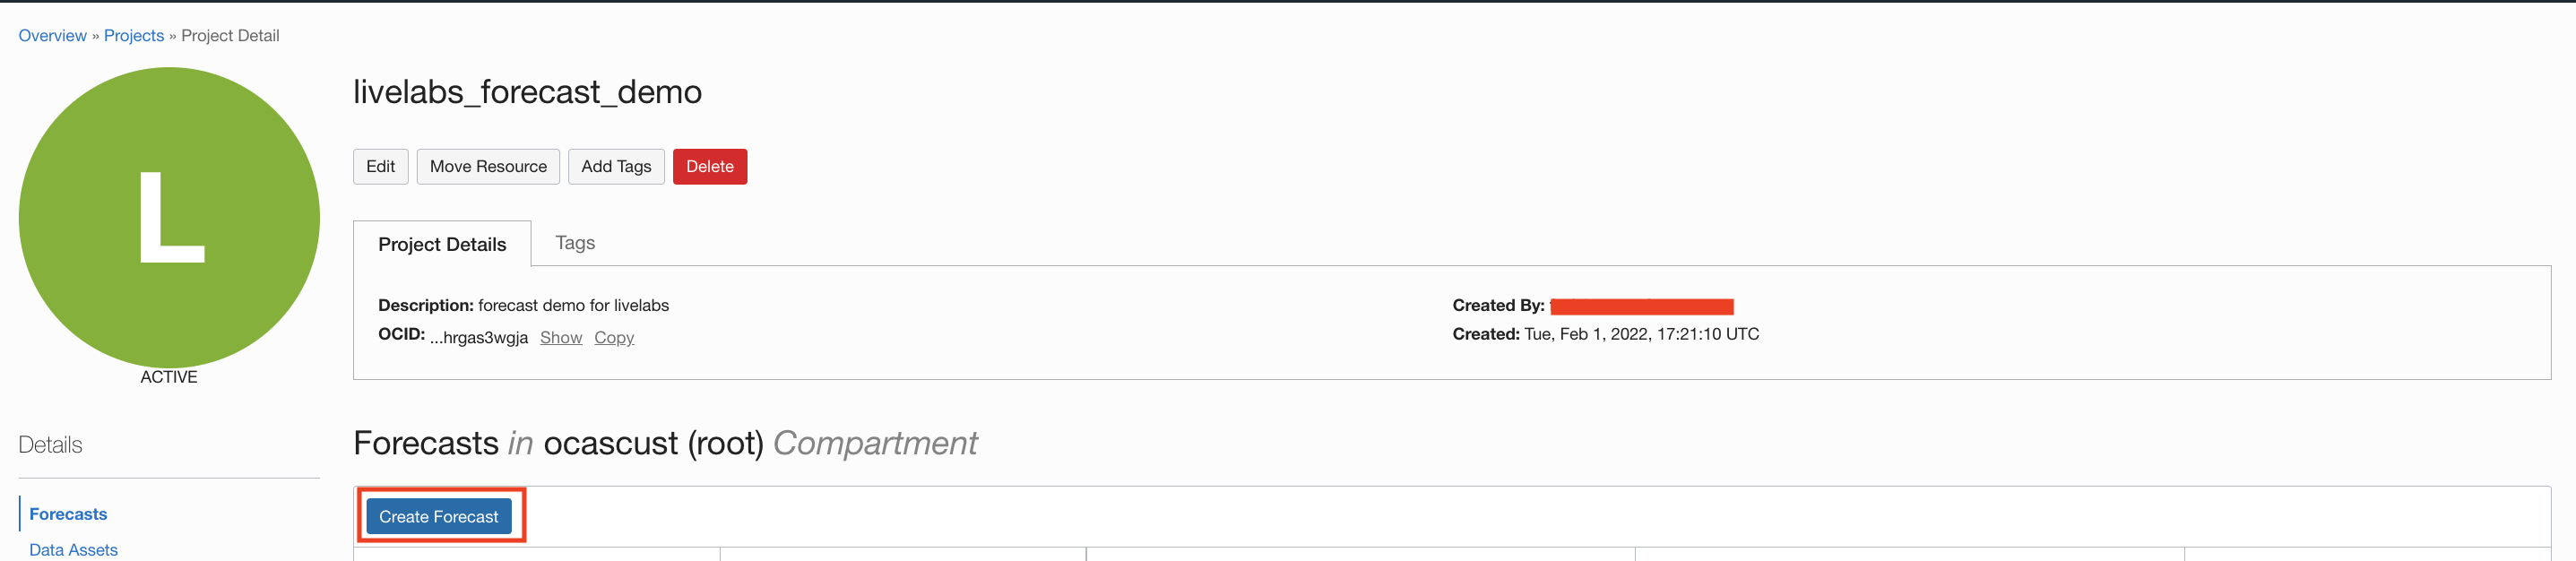 Overview » Projects » Project Detail
L
ACTIVE
livelabs_forecast_demo
Edit Move Resource Add Tags Delete
Project Details Tags
Description: forecast demo for livelabs
OCID: ...hrgas3wgja Show Copy
Created By:
Created: Tue, Feb 1, 2022, 17:21:10 UTC
Details
Forecasts
Data Assets
Forecasts in ocascust (root) Compartment
Create Forecast